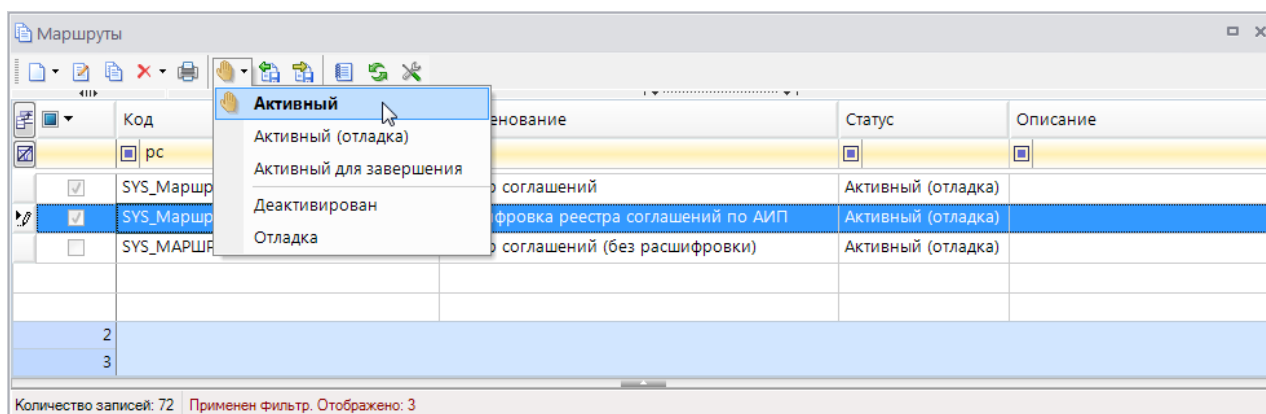 Маршруты
Активный
Активный (отладка)
Активный для завершения
Деактивирован
Отладка
Код енование Статус Описание
рс
SYS_Маршр о соглашений Активный (отладка)
SYS_Маршр фровка реестра соглашений по АИП Активный (отладка)
SYS_МАРШР о соглашений (без расшифровки) Активный (отладка)
2
3
Количество записей: 72 Применен фильтр. Отображено: 3